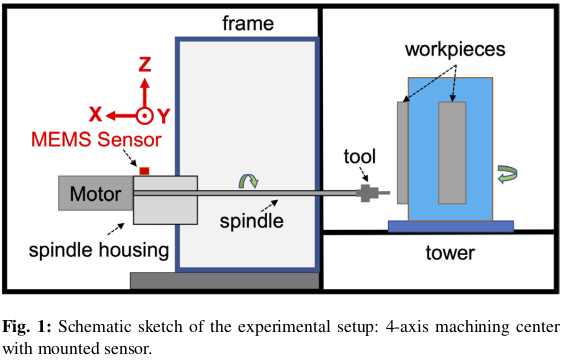 frame
workpieces
Z
X
Y
MEMS Sensor
tool
Motor
spindle
spindle housing
tower
Fig. 1: Schematic sketch of the experimental setup: 4-axis machining center
with mounted sensor.